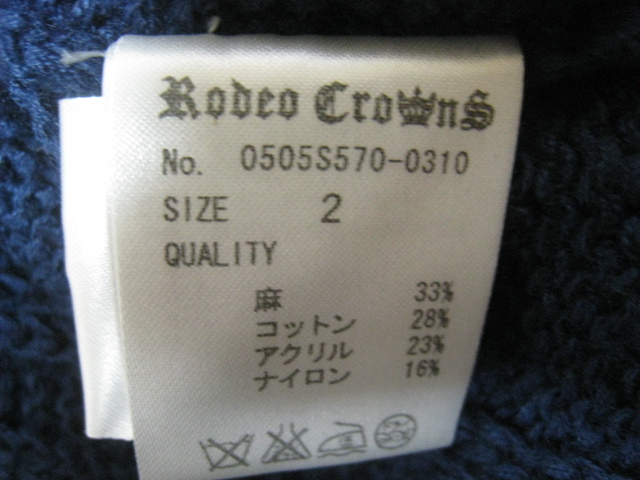 Rodeo Crowns
No. 0505S570-0310
SIZE 2
QUALITY
麻 33%
コットン 28%
アクリル 23%
ナイロン 16%